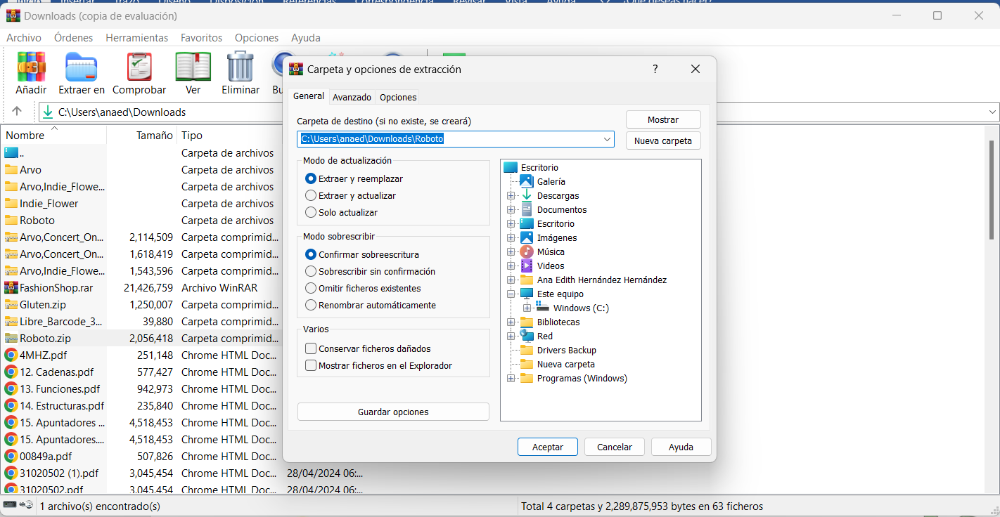 Downloads (copia de evaluación)
Archivo Órdenes Herramientas Favoritos Opciones Ayuda
Añadir Extraer en Comprobar Ver Eliminar
C:\Users\anaed\Downloads
Nombre Tamaño Tipo
.. Carpeta de archivos
Arvo Carpeta de archivos
Arvo,Indie_Flowe... Carpeta de archivos
Indie_Flower Carpeta de archivos
Roboto Carpeta de archivos
Arvo,Concert_On... 2,114,509 Carpeta comprimid...
Arvo,Concert_On... 1,618,419 Carpeta comprimid...
Arvo,Indie_Flowe... 1,543,596 Carpeta comprimid...
FashionShop.rar 21,426,759 Archivo WinRAR
Gluten.zip 1,250,007 Carpeta comprimid...
Libre_Barcode_3... 39,880 Carpeta comprimid...
Roboto.zip 2,056,418 Carpeta comprimid...
4MHZ.pdf 251,148 Chrome HTML Doc...
12. Cadenas.pdf 577,427 Chrome HTML Doc...
13. Funciones.pdf 942,973 Chrome HTML Doc...
14. Estructuras.pdf 235,840 Chrome HTML Doc...
15. Apuntadores ... 4,518,453 Chrome HTML Doc...
15. Apuntadores.... 4,518,453 Chrome HTML Doc...
00849a.pdf 507,826 Chrome HTML Doc...
31020502 (1).pdf 3,045,454 Chrome HTML Doc... 28/04/2024 06:...
31020502.pdf 3,045,454 Chrome HTML Doc... 28/04/2024 06:...
1 archivo(s) encontrado(s)
Total 4 carpetas y 2,289,875,953 bytes en 63 ficheros
Carpeta y opciones de extracción
?
General Avanzado Opciones
Carpeta de destino (si no existe, se creará)
Mostrar
C:\Users\anaed\Downloads\Roboto
Nueva carpeta
Modo de actualización
Extraer y reemplazar
Extraer y actualizar
Solo actualizar
Modo sobrescribir
Confirmar sobreescritura
Sobrescribir sin confirmación
Omitir ficheros existentes
Renombrar automáticamente
Varios
Conservar ficheros dañados
Mostrar ficheros en el Explorador
Guardar opciones
Escritorio
Galería
Descargas
Documentos
Escritorio
Imágenes
Música
Videos
Ana Edith Hernández Hernández
Este equipo
Windows (C:)
Bibliotecas
Red
Drivers Backup
Nueva carpeta
Programas (Windows)
Aceptar Cancelar Ayuda